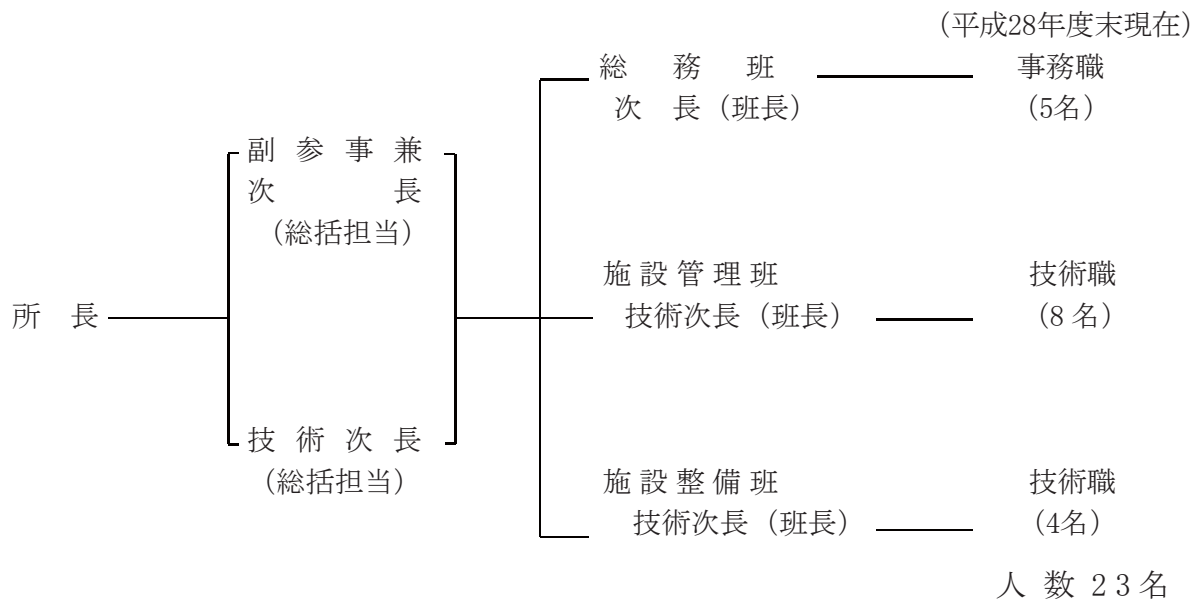 (平成28年度末現在)
総務班 事務職
次長(班長) (5名)
副参事兼
次長
(総括担当)
施設管理班 技術職
所長 技術次長(班長) (8名)
技術次長
(総括担当)
施設整備班 技術職
技術次長(班長) (4名)
人数23名